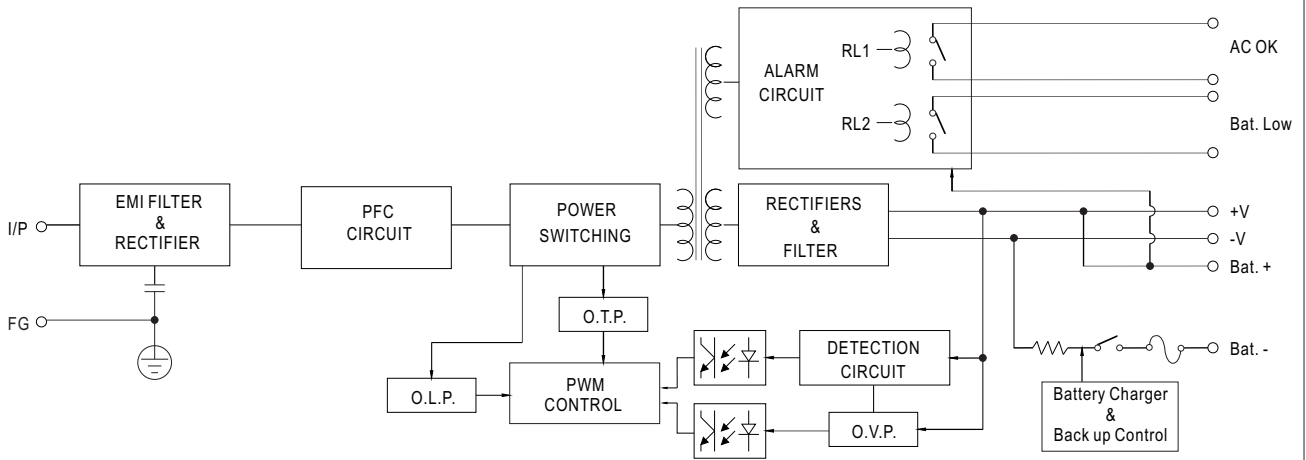 RL1
AC OK
ALARM
CIRCUIT
RL2
Bat. Low
I/P
EMI FILTER
&
RECTIFIER
PFC
CIRCUIT
POWER
SWITCHING
RECTIFIERS
&
FILTER
+V
-V
Bat. +
FG
O.T.P.
O.L.P.
PWM
CONTROL
DETECTION
CIRCUIT
O.V.P.
Bat. -
Battery Charger
&
Back up Control